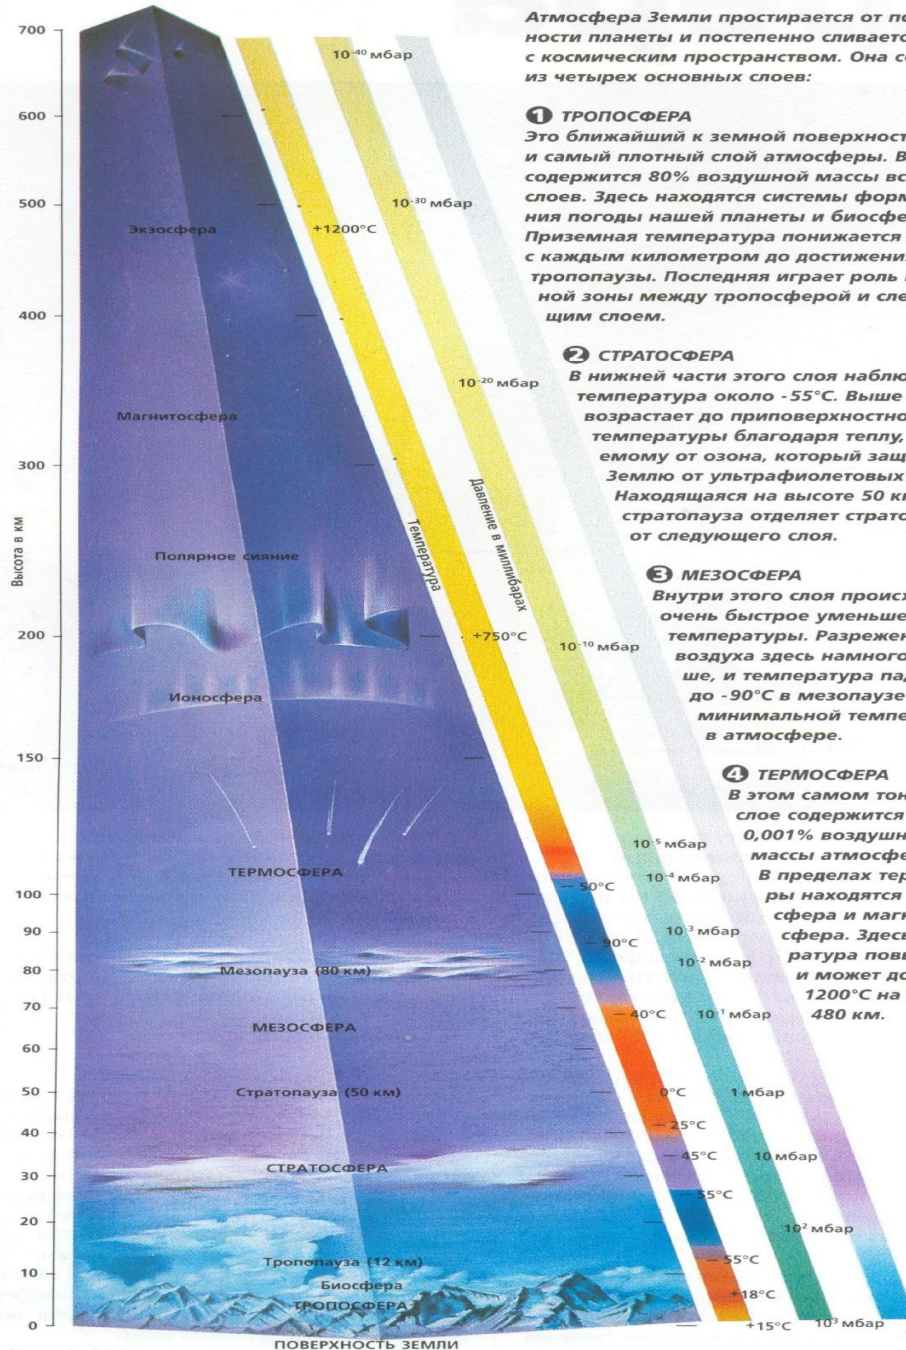 Атмосфера Земли простирается от по
ности планеты и постепенно сливаетс
с космическим пространством. Она с
из четырех основных слоев:
1 ТРОПОСФЕРА
Это ближайший к земной поверхност
и самый плотный слой атмосферы. В
содержится 80% воздушной массы вс
слоев. Здесь находятся системы форм
ния погоды нашей планеты и биосфе
Приземная температура понижается
с каждым километром до достижени
тропопаузы. Последняя играет роль
ной зоны между тропосферой и сле
щим слоем.
2 СТРАТОСФЕРА
В нижней части этого слоя наблю
температура около -55°C. Выше
возрастает до приповерхностно
температуры благодаря теплу,
емому от озона, который защ
Землю от ультрафиолетовых
Находящаяся на высоте 50 к
стратопауза отделяет страто
от следующего слоя.
3 МЕЗОСФЕРА
Внутри этого слоя происх
очень быстрое уменьше
температуры. Разрежен
воздуха здесь намного
ше, и температура па
до -90°C в мезопаузе
минимальной темпе
в атмосфере.
4 ТЕРМОСФЕРА
В этом самом тон
слое содержится
0,001% воздушн
массы атмосфе
В пределах тер
ры находятся
сфера и магн
сфера. Здесь
ратура повы
и может до
1200°C на
480 км.
Высота в км
700
600
500
400
300
200
150
100
90
80
70
60
50
40
30
20
10
0
Экзосфера
Магнитосфера
Полярное сияние
Ионосфера
ТЕРМОСФЕРА
Мезопауза (80 км)
МЕЗОСФЕРА
Стратопауза (50 км)
СТРАТОСФЕРА
Тропопауза (12 км)
Биосфера
ТРОПОСФЕРА
ПОВЕРХНОСТЬ ЗЕМЛИ
Температура
+1200°C
+750°C
-50°C
-90°C
-40°C
0°C
-25°C
-45°C
-55°C
-55°C
+18°C
+15°C
Давление в миллибарах
10-40 мбар
10-30 мбар
10-20 мбар
10-10 мбар
10-5 мбар
10-4 мбар
10-3 мбар
10-2 мбар
10-1 мбар
1 мбар
10 мбар
102 мбар
103 мбар